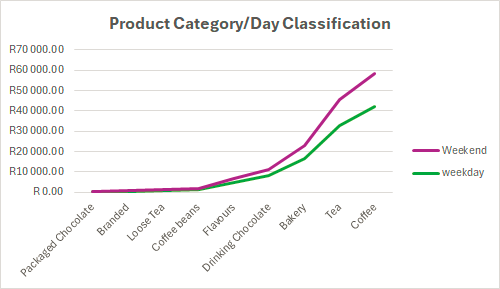 Product Category/Day Classification
R70 000.00
R60 000.00
R50 000.00
R40 000.00
R30 000.00
R20 000.00
R10 000.00
R 0.00
Packaged Chocolate
Branded
Loose Tea
Coffee beans
Flavours
Drinking Chocolate
Bakery
Tea
Coffee
Weekend
weekday